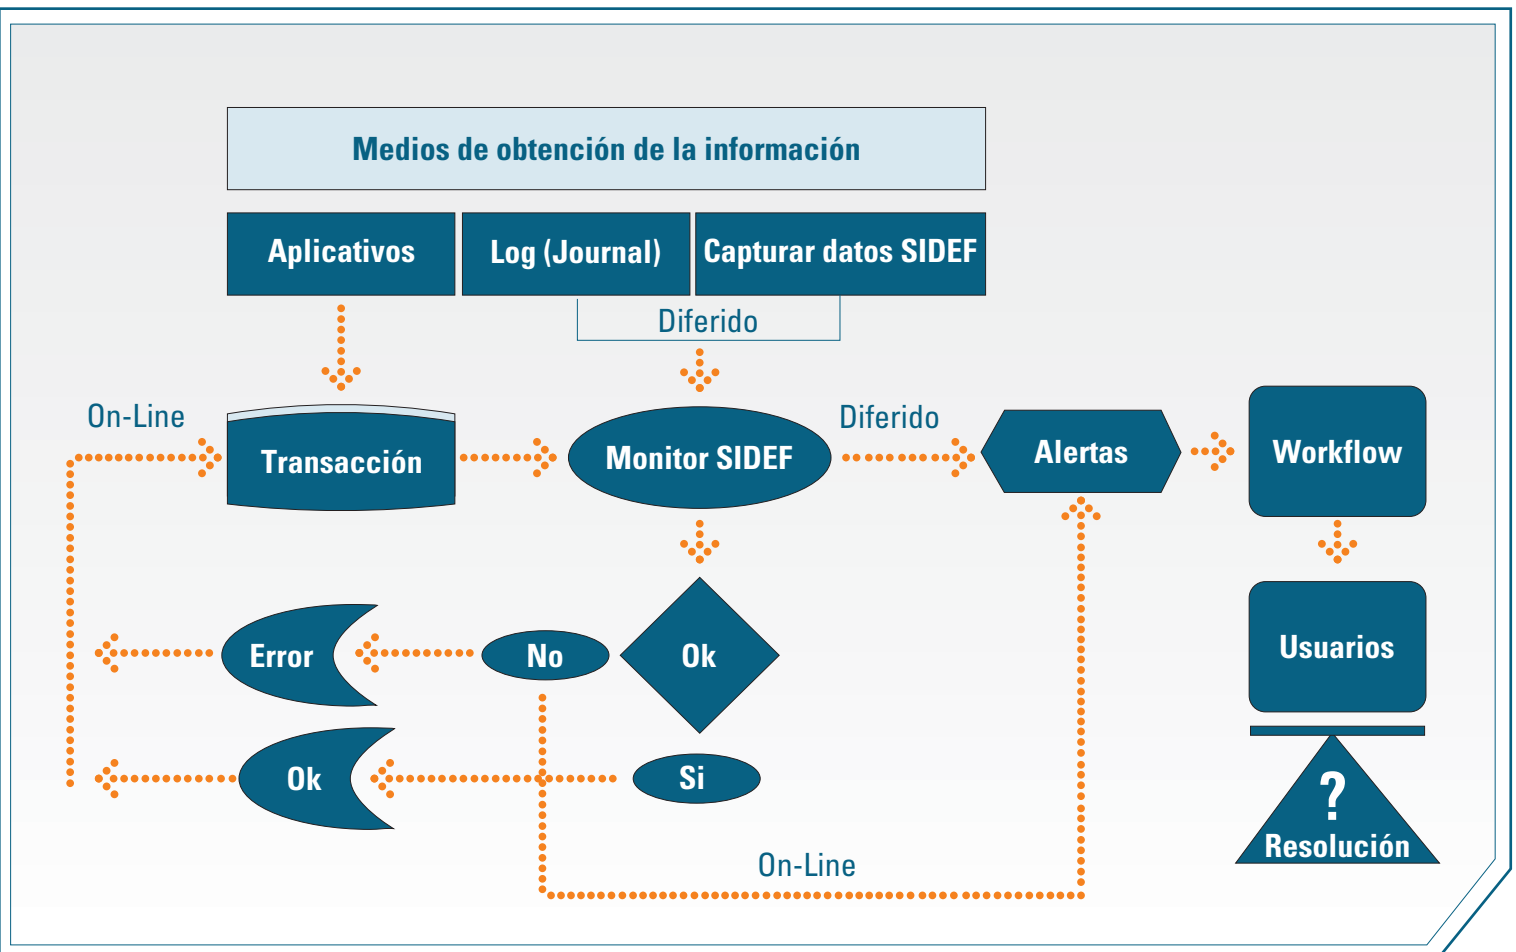 Medios de obtención de la información
Aplicativos
Log (Journal)
Capturar datos SIDEF
Diferido
On-Line
Transacción
Monitor SIDEF
Diferido
Alertas
Workflow
Error
No
Ok
Usuarios
Ok
Si
?
Resolución
On-Line